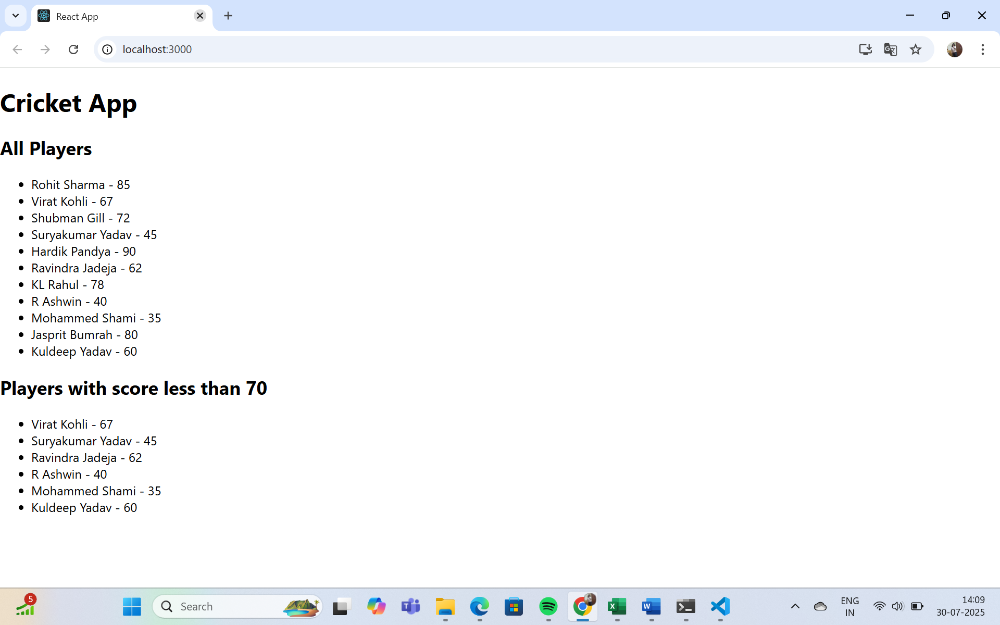 React App
localhost:3000
Cricket App
All Players
Rohit Sharma - 85
Virat Kohli - 67
Shubman Gill - 72
Suryakumar Yadav - 45
Hardik Pandya - 90
Ravindra Jadeja - 62
KL Rahul - 78
R Ashwin - 40
Mohammed Shami - 35
Jasprit Bumrah - 80
Kuldeep Yadav - 60
Players with score less than 70
Virat Kohli - 67
Suryakumar Yadav - 45
Ravindra Jadeja - 62
R Ashwin - 40
Mohammed Shami - 35
Kuldeep Yadav - 60
5
Search
ENG
IN
14:09
30-07-2025